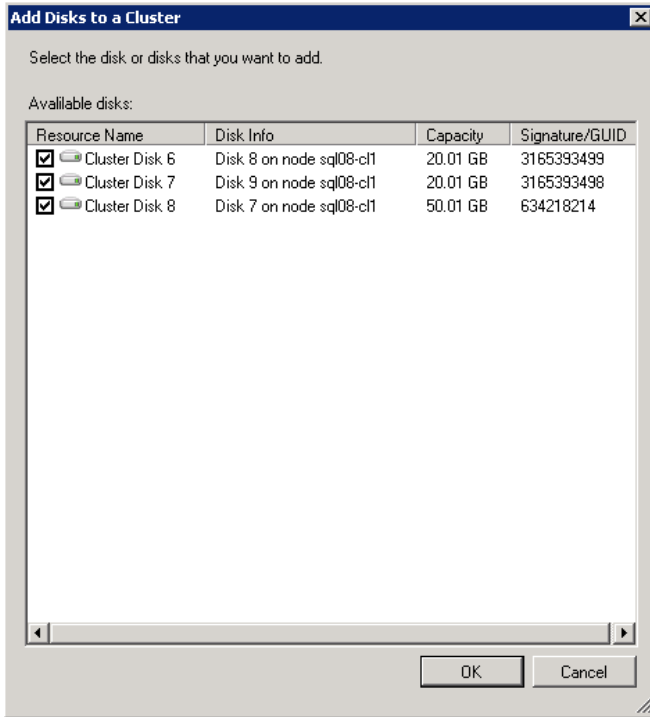 Add Disks to a Cluster
Select the disk or disks that you want to add.
Avalilable disks:
Resource Name Disk Info Capacity Signature/GUID
Cluster Disk 6 Disk 8 on node sql08-cl1 20.01 GB 3165393499
Cluster Disk 7 Disk 9 on node sql08-cl1 20.01 GB 3165393498
Cluster Disk 8 Disk 7 on node sql08-cl1 50.01 GB 634218214
OK Cancel